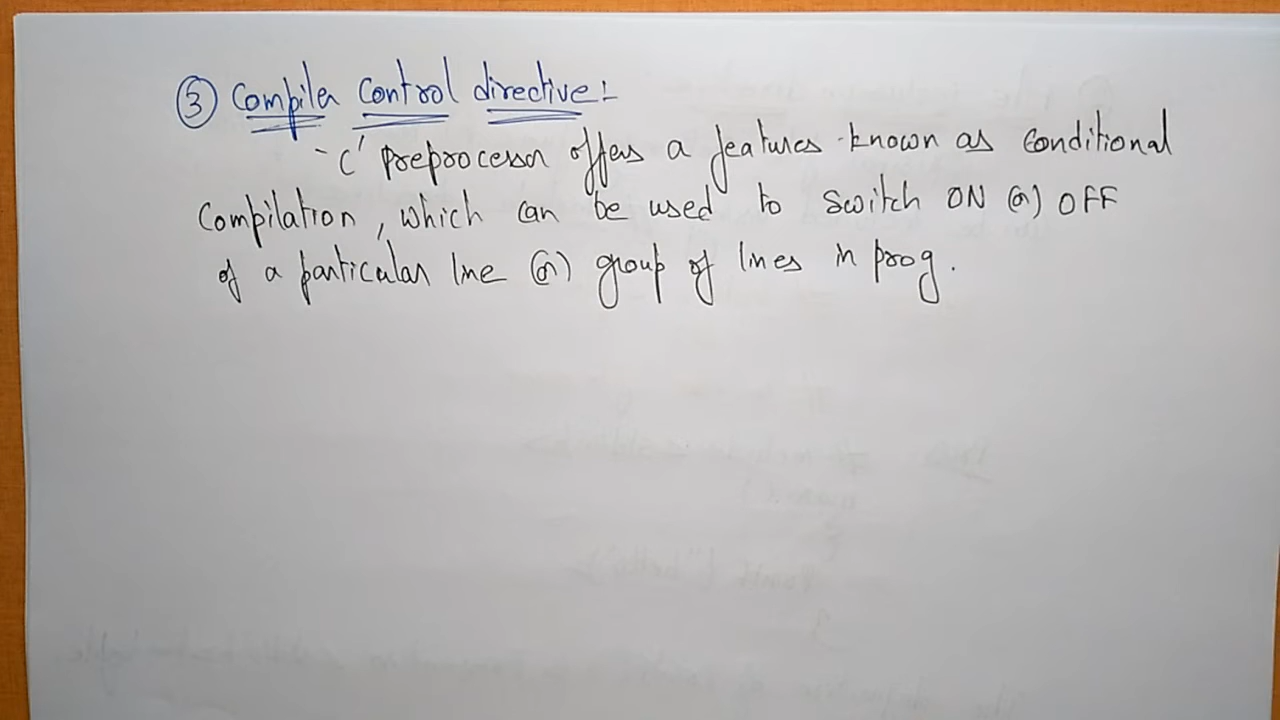 ③ Compiler Control directive:-
-'C' preprocessor offers a features known as conditional
Compilation, which can be used to switch ON (or) OFF
of a particular line (or) group of lines in prog.